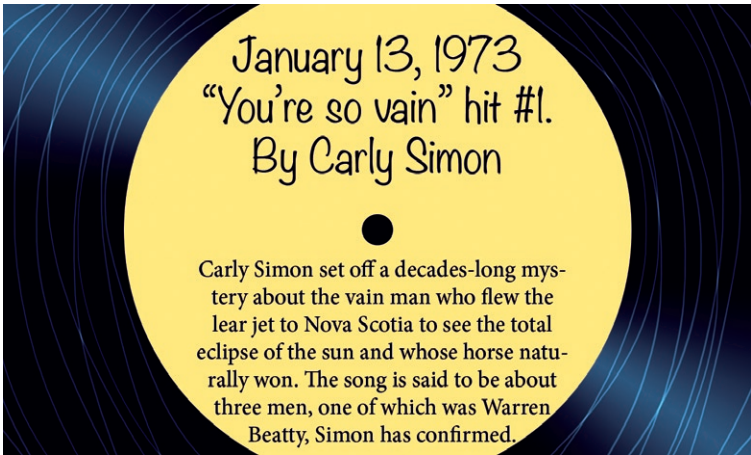 January 13, 1973
“You’re so vain” hit #1.
By Carly Simon
Carly Simon set off a decades-long mys-
tery about the vain man who flew the
lear jet to Nova Scotia to see the total
eclipse of the sun and whose horse natu-
rally won. The song is said to be about
three men, one of which was Warren
Beatty, Simon has confirmed.